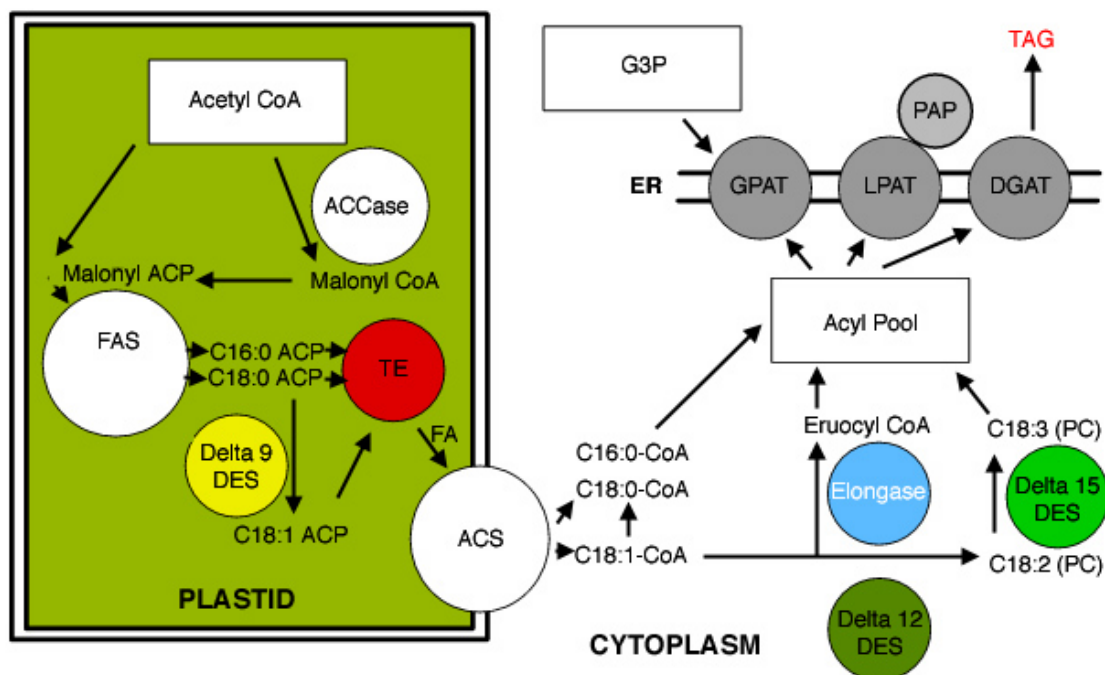 Acetyl CoA
ACCase
Malonyl ACP
Malonyl CoA
FAS
C16:0 ACP
C18:0 ACP
TE
Delta 9
DES
C18:1 ACP
FA
ACS
PLASTID
G3P
TAG
PAP
ER
GPAT
LPAT
DGAT
Acyl Pool
C16:0-CoA
C18:0-CoA
C18:1-CoA
Eruocyl CoA
Elongase
C18:3 (PC)
Delta 15
DES
C18:2 (PC)
Delta 12
DES
CYTOPLASM